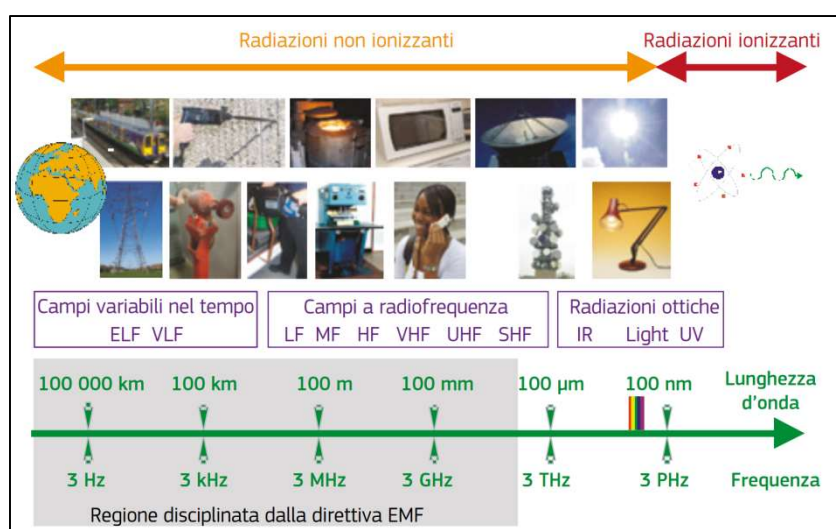 Radiazioni non ionizzanti
Radiazioni ionizzanti
Campi variabili nel tempo
ELF VLF
Campi a radiofrequenza
LF MF HF VHF UHF SHF
Radiazioni ottiche
IR Light UV
100 000 km
100 km
100 m
100 mm
100 µm
100 nm
Lunghezza
d'onda
3 Hz
3 kHz
3 MHz
3 GHz
3 THz
3 PHz
Frequenza
Regione disciplinata dalla direttiva EMF